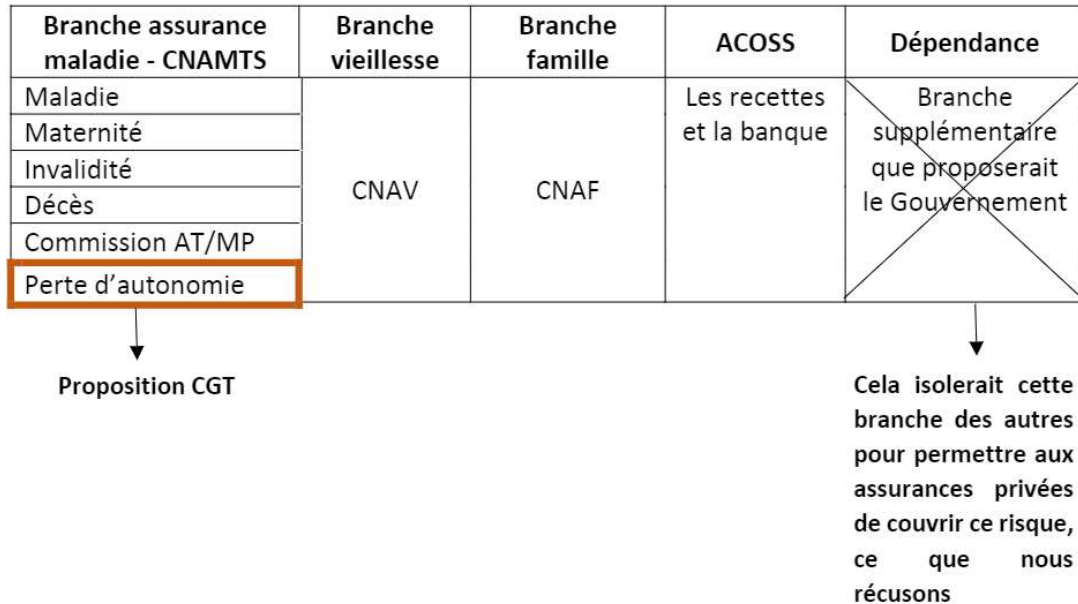 Branche assurance
maladie - CNAMTS
Branche
vieillesse
Branche
famille
ACOSS
Dépendance
Maladie
Maternité
Invalidité
Décès
Commission AT/MP
Perte d’autonomie
CNAV
CNAF
Les recettes
et la banque
Branche
supplémentaire
que proposerait
le Gouvernement
Proposition CGT
Cela isolerait cette
branche des autres
pour permettre aux
assurances privées
de couvrir ce risque,
ce que nous
récusons